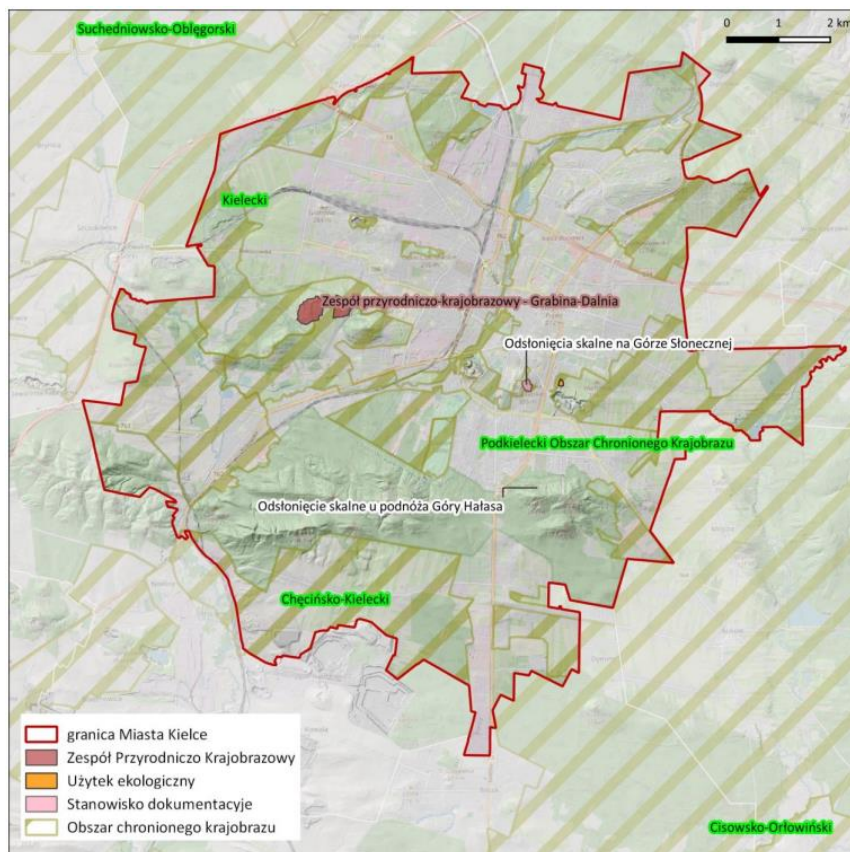 Suchedniowsko-Oblęgorski
0 1 2 km
Kielecki
Zespół przyrodniczo-krajobrazowy - Grabina-Dalnia
Odsłonięcia skalne na Górze Słonecznej
Podkielecki Obszar Chronionego Krajobrazu
Odsłonięcie skalne u podnóża Góry Hałasa
Chęcińsko-Kielecki
granica Miasta Kielce
Zespół Przyrodniczo Krajobrazowy
Użytek ekologiczny
Stanowisko dokumentacyje
Obszar chronionego krajobrazu
Cisowsko-Orłowiński